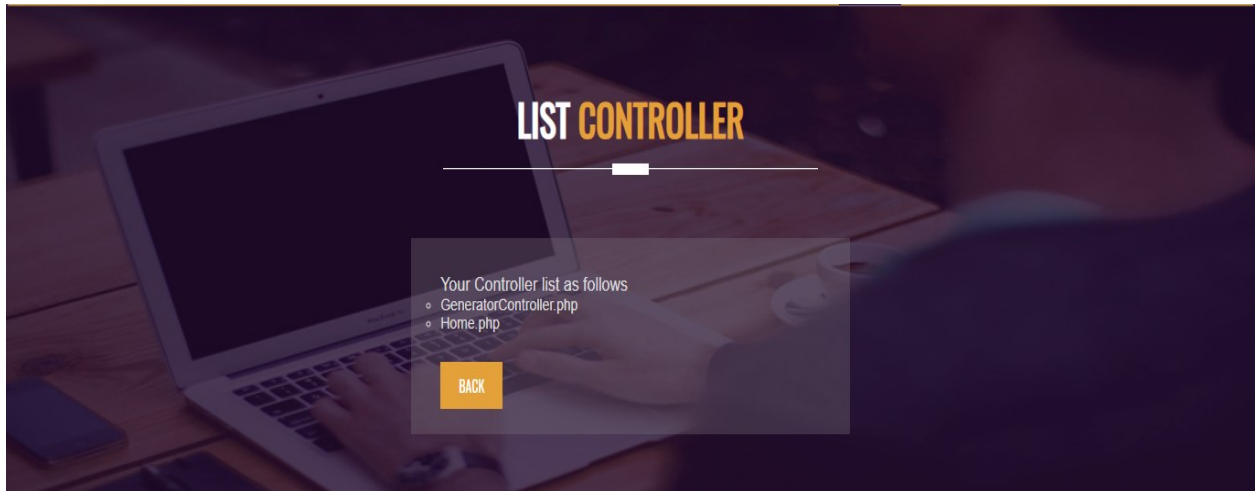 LIST CONTROLLER
Your Controller list as follows
GeneratorController.php
Home.php
BACK